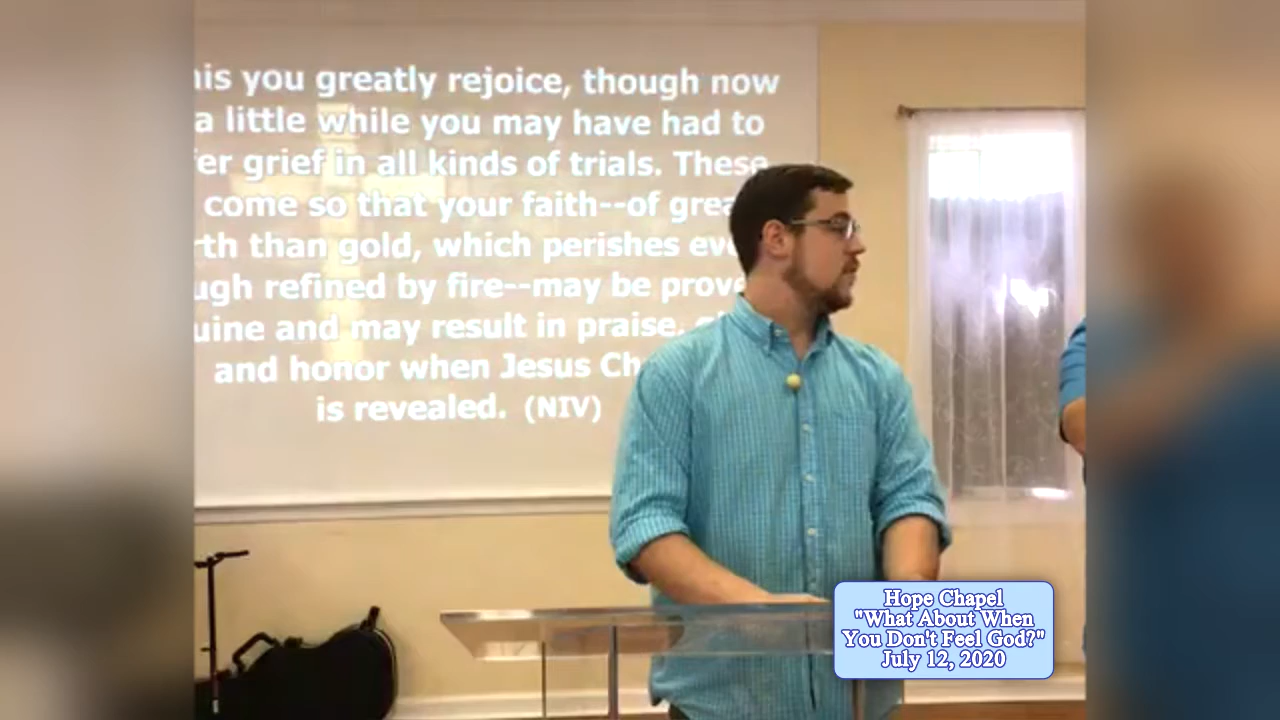 his you greatly rejoice, though now
a little while you may have had to
fer grief in all kinds of trials. These
come so that your faith--of grea
rth than gold, which perishes eve
ugh refined by fire--may be prove
uine and may result in praise,
and honor when Jesus Ch
is revealed. (NIV)
Hope Chapel
"What About When
You Don't Feel God?"
July 12, 2020